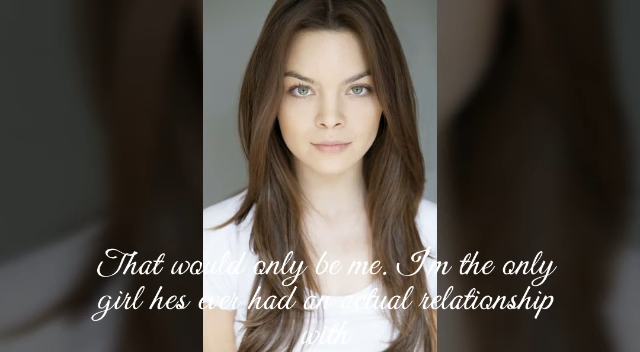 That would only be me. I'm the only
girl hes ever had an actual relationship
with